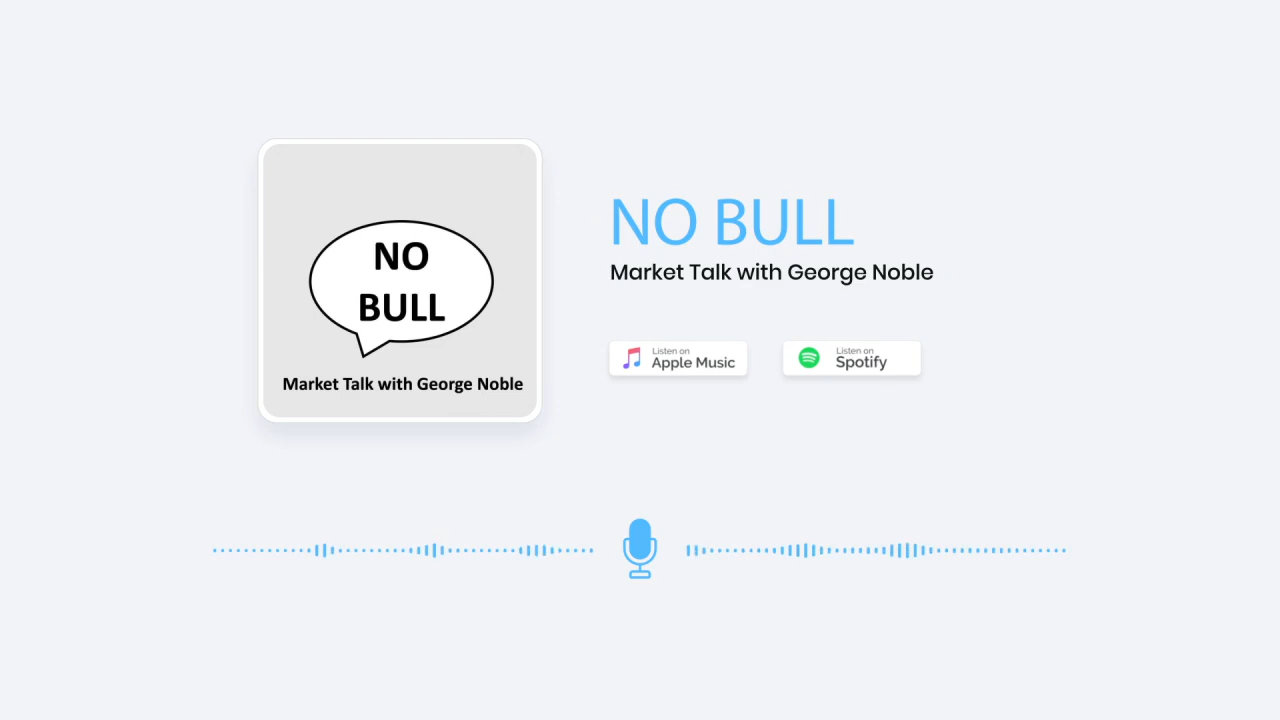 NO
BULL
Market Talk with George Noble
NO BULL
Market Talk with George Noble
Listen on
Apple Music
Listen on
Spotify